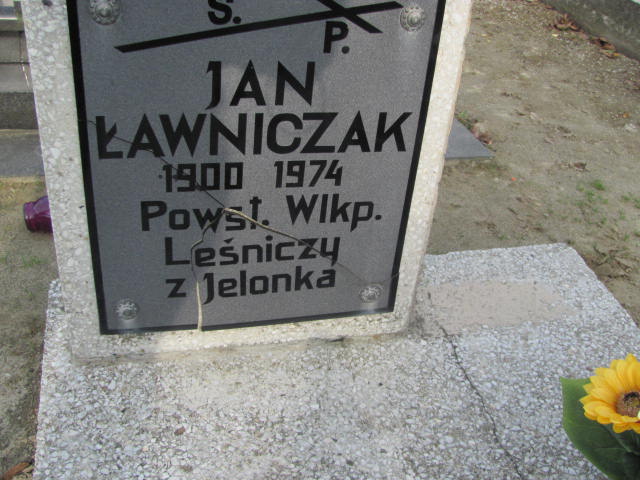 Ś.
P.
JAN
ŁAWNICZAK
1900 1974
Powst. Wlkp.
Leśniczy
z Jelonka